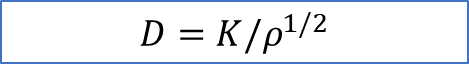 D = K/ρ^{1/2}